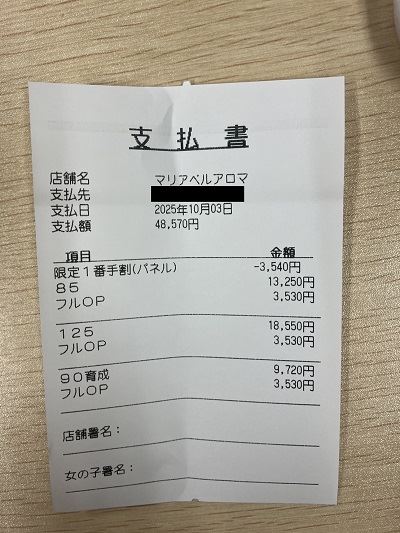 支払書
店舗名 マリアベルアロマ
支払先
支払日 2025年10月03日
支払額 48,570円
項目 金額
限定1番手割(パネル) -3,540円
85 13,250円
フルOP 3,530円
125 18,550円
フルOP 3,530円
90育成 9,720円
フルOP 3,530円
店舗署名:
女の子署名: